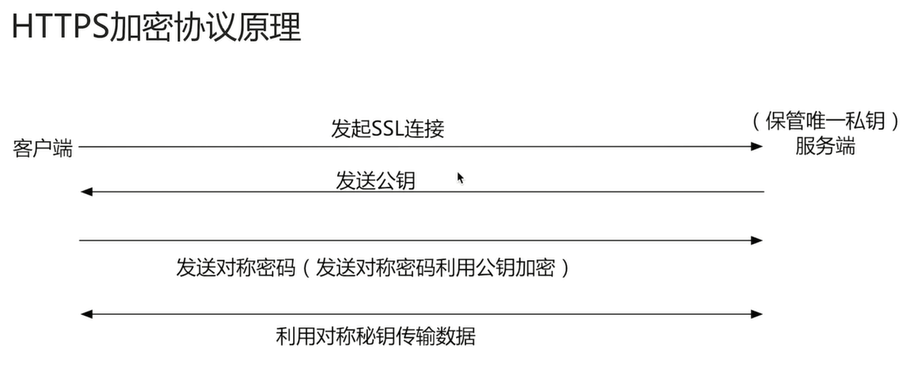 HTTPS加密协议原理
发起SSL连接
（保管唯一私钥）
客户端
服务端
发送公钥
发送对称密码（发送对称密码利用公钥加密）
利用对称秘钥传输数据